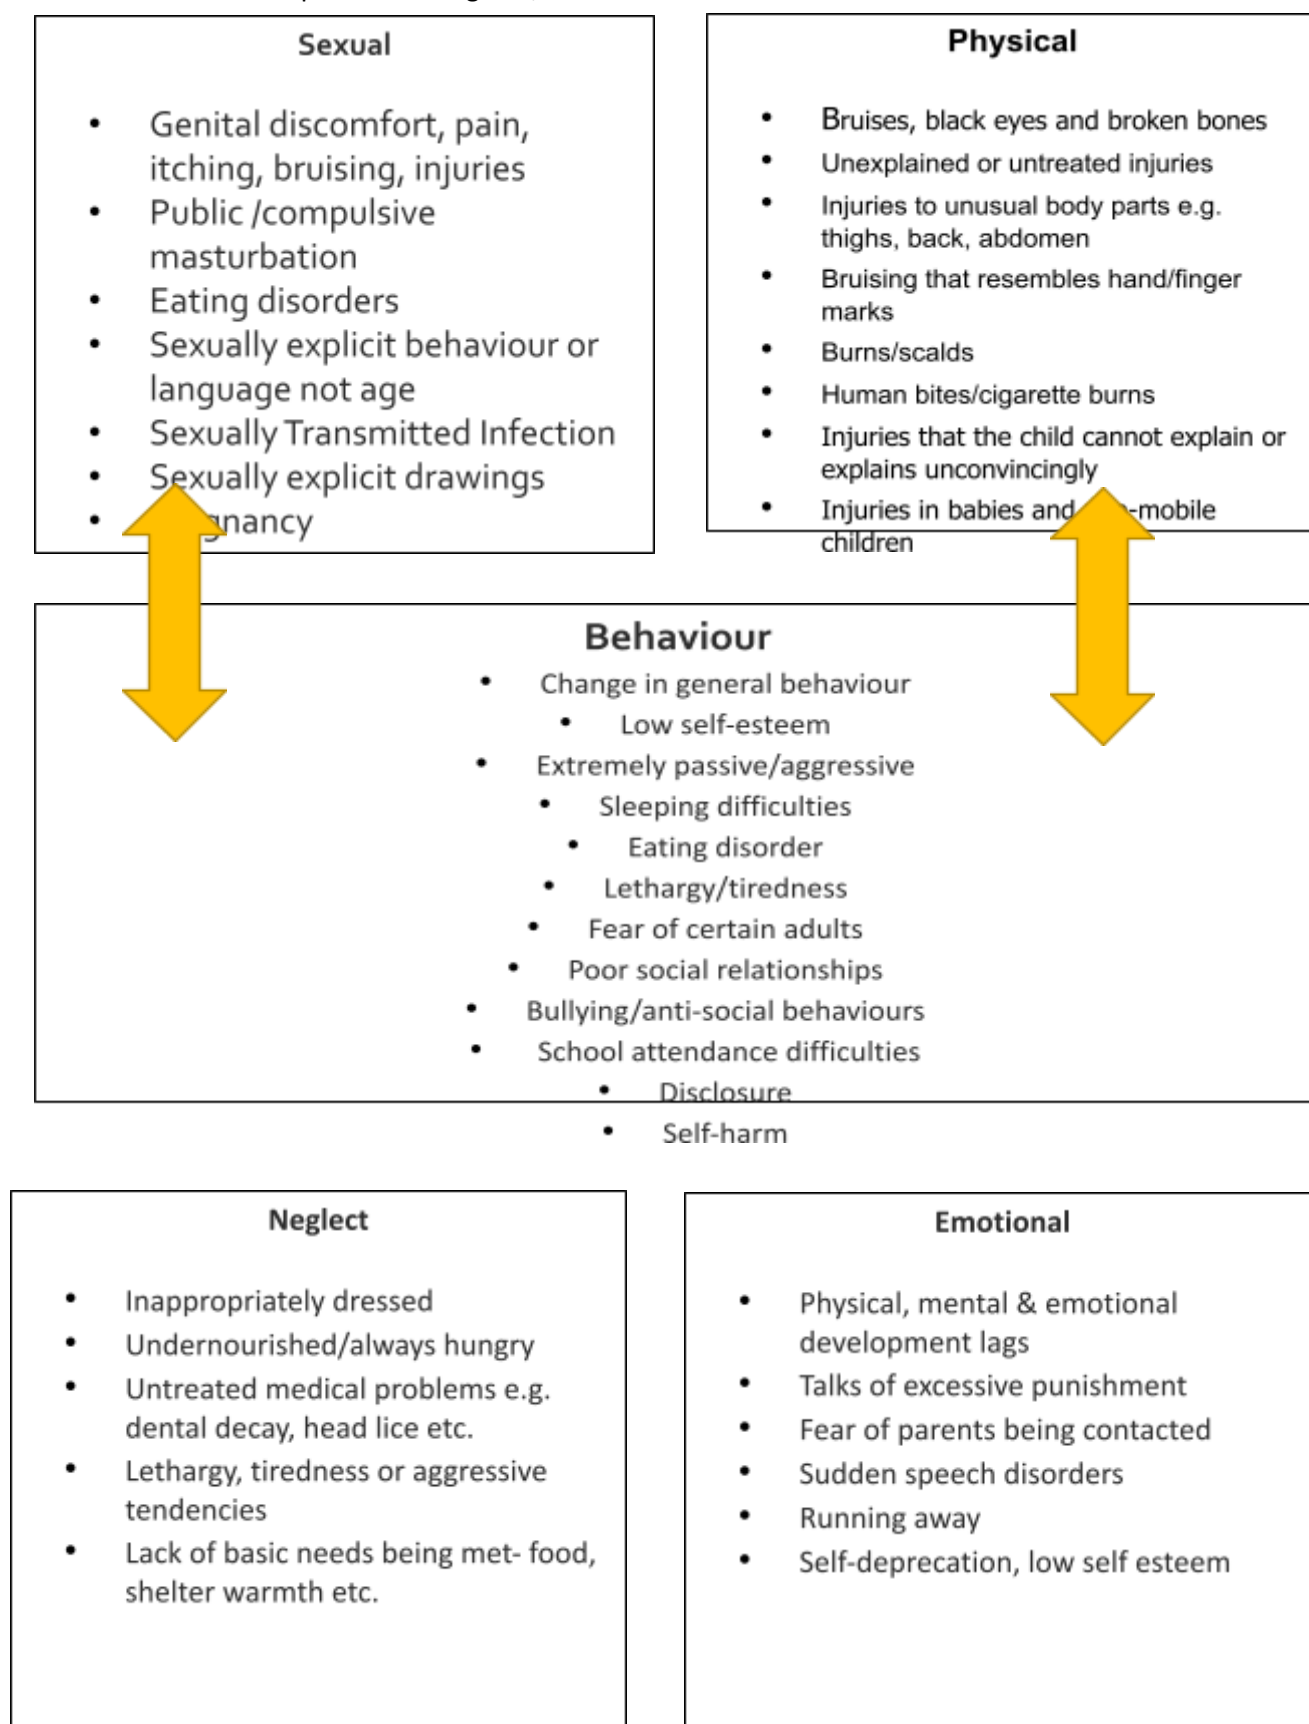 Sexual
• Genital discomfort, pain,
itching, bruising, injuries
• Public /compulsive
masturbation
• Eating disorders
• Sexually explicit behaviour or
language not age
• Sexually Transmitted Infection
• Sexually explicit drawings
• gnancy
Physical
• Bruises, black eyes and broken bones
• Unexplained or untreated injuries
• Injuries to unusual body parts e.g.
thighs, back, abdomen
• Bruising that resembles hand/finger
marks
• Burns/scalds
• Human bites/cigarette burns
• Injuries that the child cannot explain or
explains unconvincingly
• Injuries in babies and -mobile
children
Behaviour
• Change in general behaviour
• Low self-esteem
• Extremely passive/aggressive
• Sleeping difficulties
• Eating disorder
• Lethargy/tiredness
• Fear of certain adults
• Poor social relationships
• Bullying/anti-social behaviours
• School attendance difficulties
• Disclosure
• Self-harm
Neglect
• Inappropriately dressed
• Undernourished/always hungry
• Untreated medical problems e.g.
dental decay, head lice etc.
• Lethargy, tiredness or aggressive
tendencies
• Lack of basic needs being met- food,
shelter warmth etc.
Emotional
• Physical, mental & emotional
development lags
• Talks of excessive punishment
• Fear of parents being contacted
• Sudden speech disorders
• Running away
• Self-deprecation, low self esteem